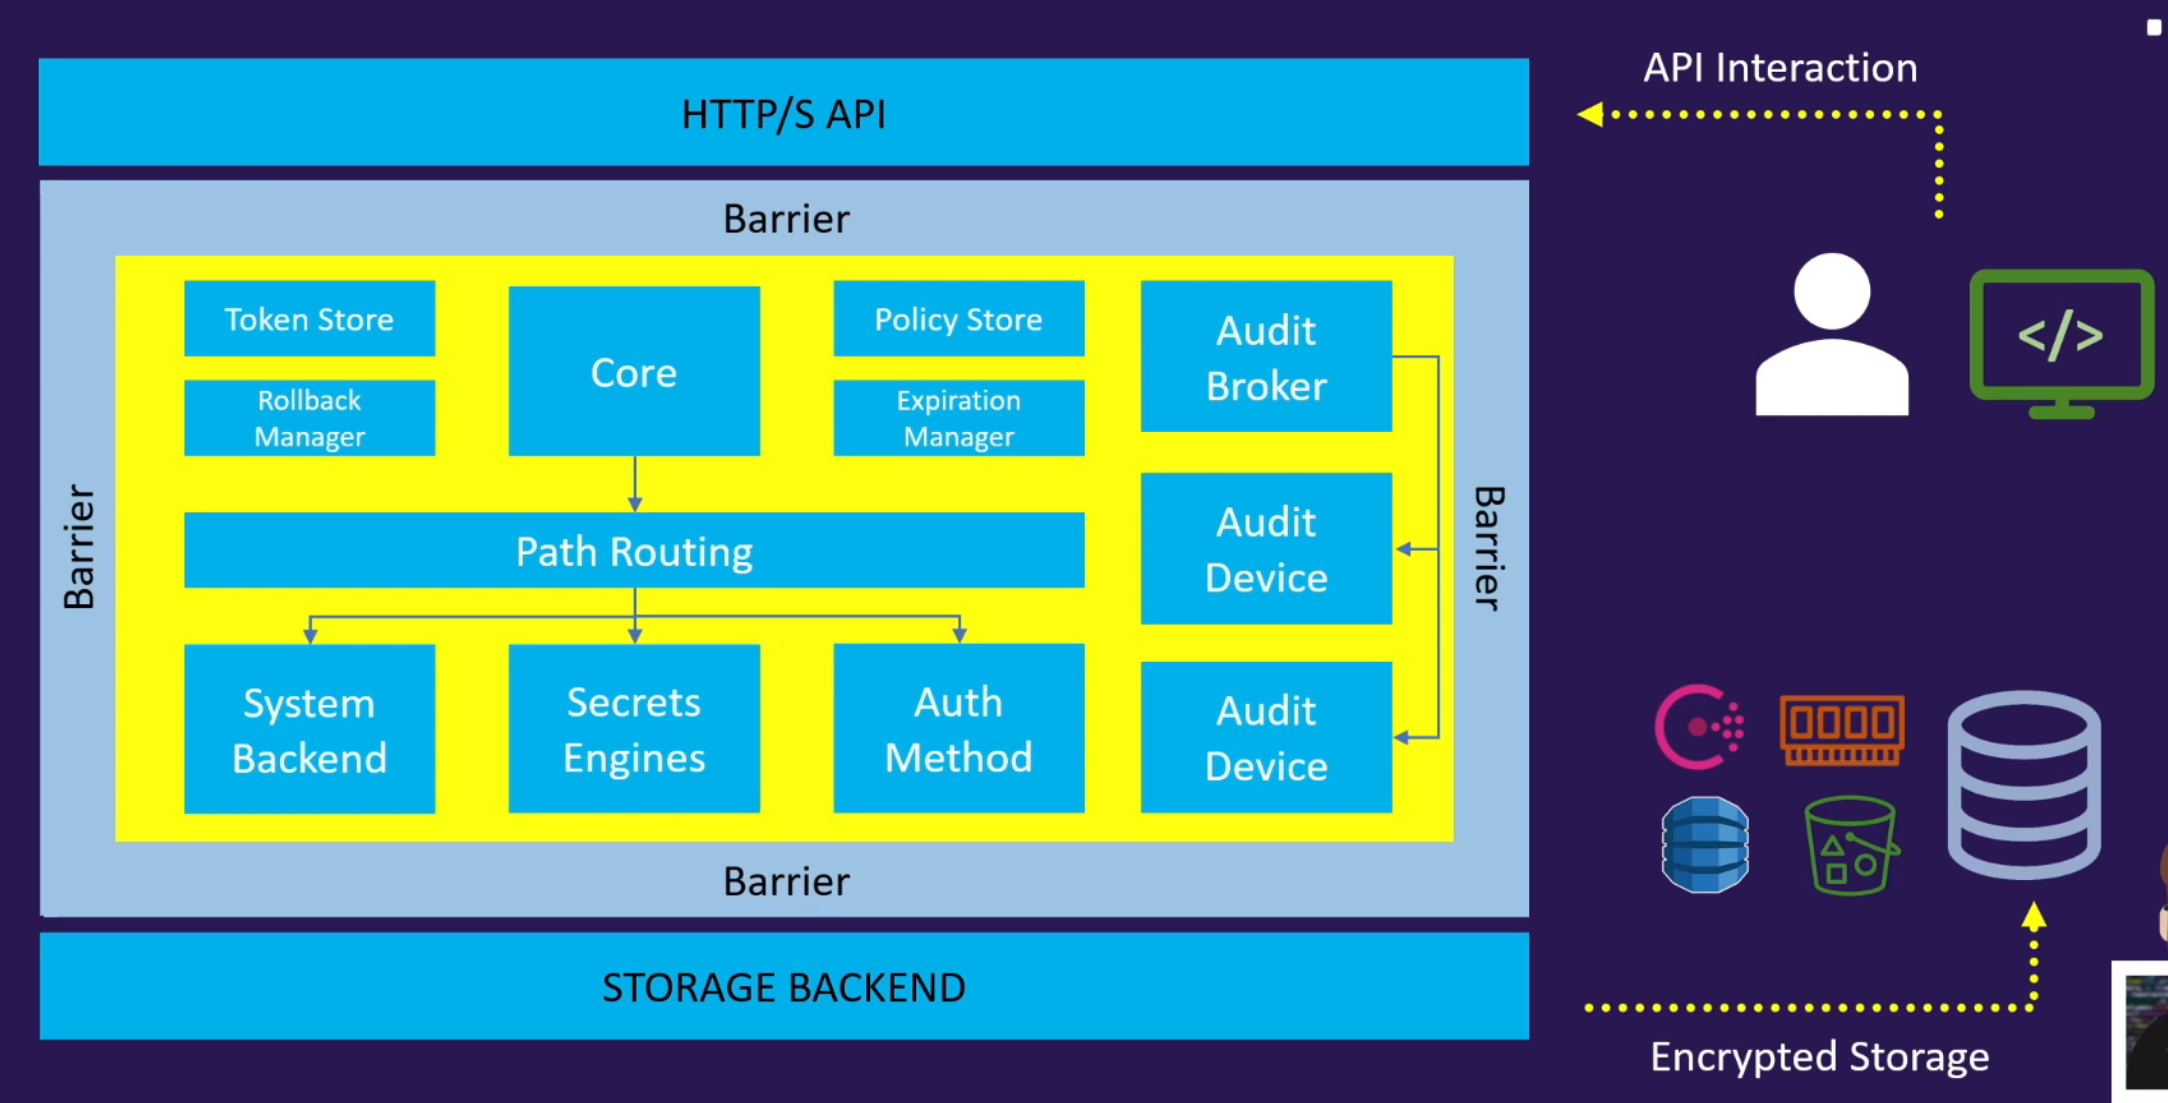 API Interaction
HTTP/S API
Barrier
Token Store
Core
Policy Store
Audit
Broker
Rollback
Manager
Expiration
Manager
</>
Barrier
Path Routing
Audit
Device
Barrier
System
Backend
Secrets
Engines
Auth
Method
Audit
Device
Barrier
STORAGE BACKEND
Encrypted Storage